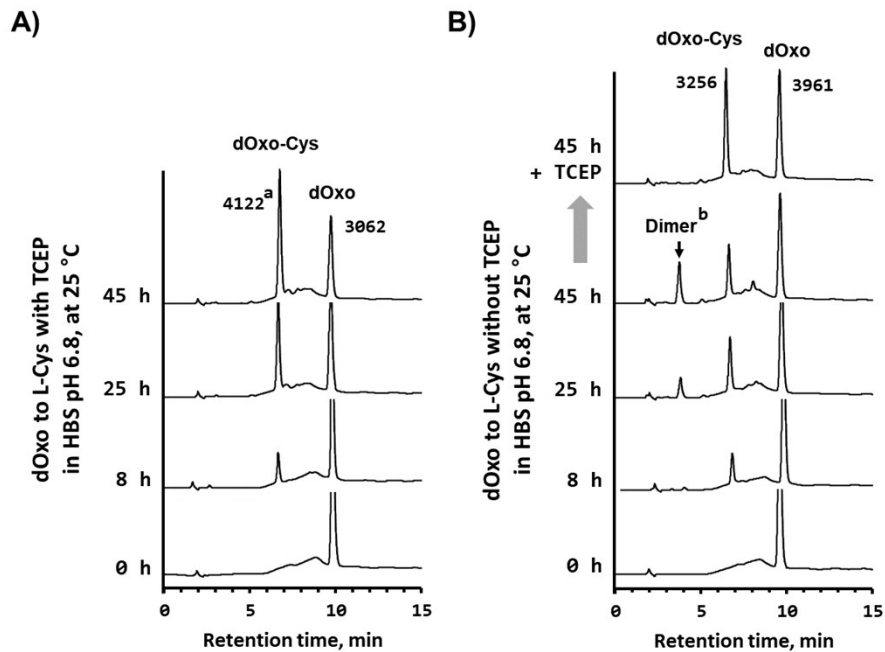 A)
dOxo to L-Cys with TCEP
in HBS pH 6.8, at 25 °C
dOxo-Cys
4122a
dOxo
3062
45 h
25 h
8 h
0 h
0 5 10 15
Retention time, min
B)
dOxo to L-Cys without TCEP
in HBS pH 6.8, at 25 °C
dOxo-Cys
dOxo
3256
3961
45 h
+ TCEP
Dimerb
45 h
25 h
8 h
0 h
0 5 10 15
Retention time, min